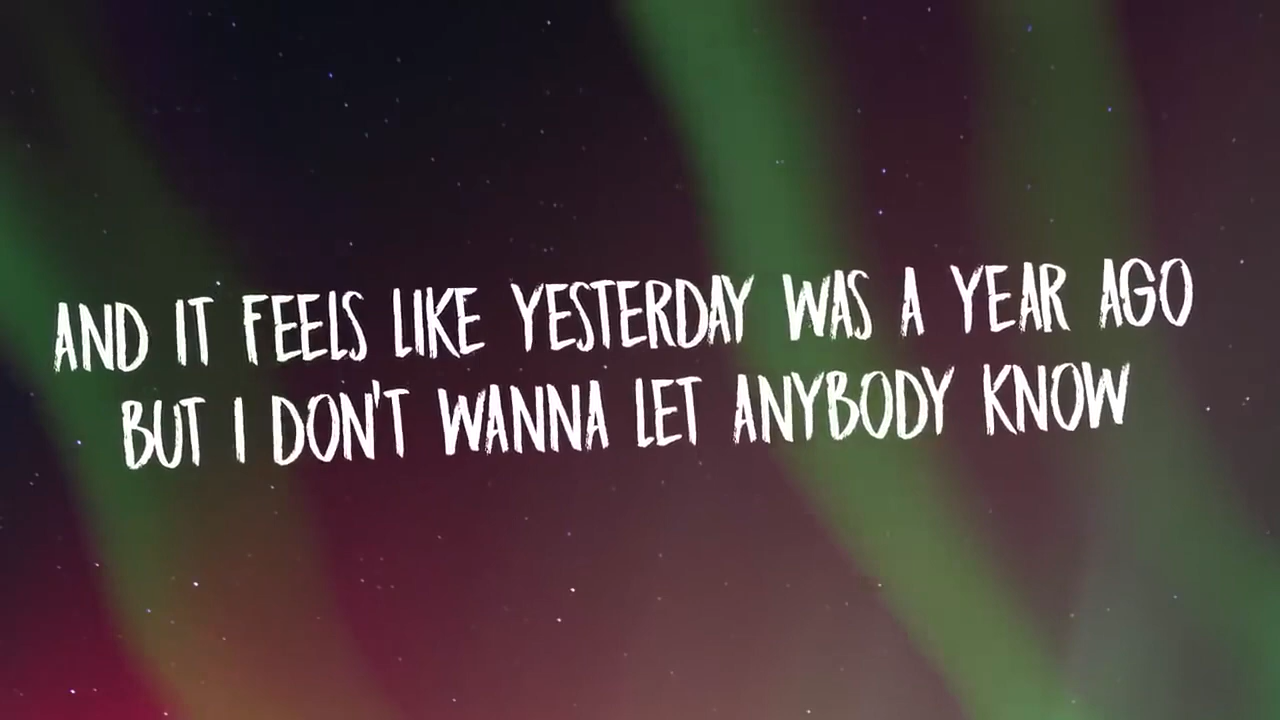 AND IT FEELS LIKE YESTERDAY WAS A YEAR AGO
BUT I DON'T WANNA LET ANYBODY KNOW